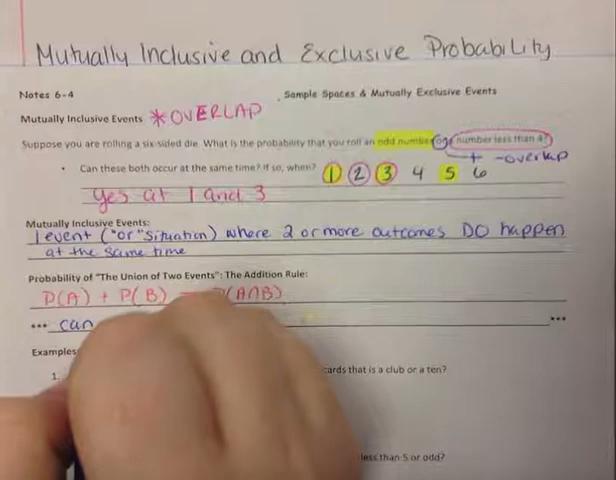 Mutually Inclusive and Exclusive Probability
Notes 6-4 Sample Spaces & Mutually Exclusive Events
Mutually Inclusive Events *OVERLAP
Suppose you are rolling a six-sided die. What is the probability that you roll an odd number or a number less than 4?
+ -overlap
• Can these both occur at the same time? If so, when? 1 2 3 4 5 6
yes at 1 and 3
Mutually Inclusive Events:
1 event ("or" situation) where 2 or more outcomes DO happen
at the same time
Probability of "The Union of Two Events": The Addition Rule:
P(A) + P(B) - P(A∩B)
••• can •••
Examples
1. cards that is a club or a ten?
less than 5 or odd?